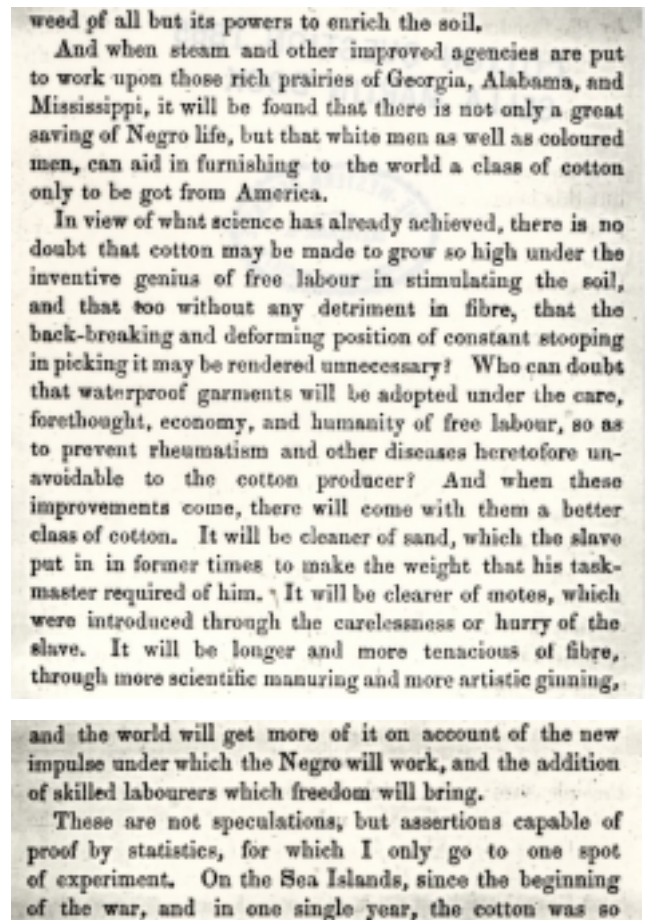 weed of all but its powers to enrich the soil.
And when steam and other improved agencies are put
to work upon those rich prairies of Georgia, Alabama, and
Mississippi, it will be found that there is not only a great
saving of Negro life, but that white men as well as coloured
men, can aid in furnishing to the world a class of cotton
only to be got from America.
In view of what science has already achieved, there is no
doubt that cotton may be made to grow so high under the
inventive genius of free labour in stimulating the soil,
and that too without any detriment in fibre, that the
back-breaking and deforming position of constant stooping
in picking it may be rendered unnecessary? Who can doubt
that waterproof garments will be adopted under the care,
forethought, economy, and humanity of free labour, so as
to prevent rheumatism and other diseases heretofore un-
avoidable to the cotton producer? And when these
improvements come, there will come with them a better
class of cotton. It will be cleaner of sand, which the slave
put in in former times to make the weight that his task-
master required of him. It will be clearer of motes, which
were introduced through the carelessness or hurry of the
slave. It will be longer and more tenacious of fibre,
through more scientific manuring and more artistic ginning,
and the world will get more of it on account of the new
impulse under which the Negro will work, and the addition
of skilled labourers which freedom will bring.
These are not speculations, but assertions capable of
proof by statistics, for which I only go to one spot
of experiment. On the Sea Islands, since the beginning
of the war, and in one single year, the cotton was so